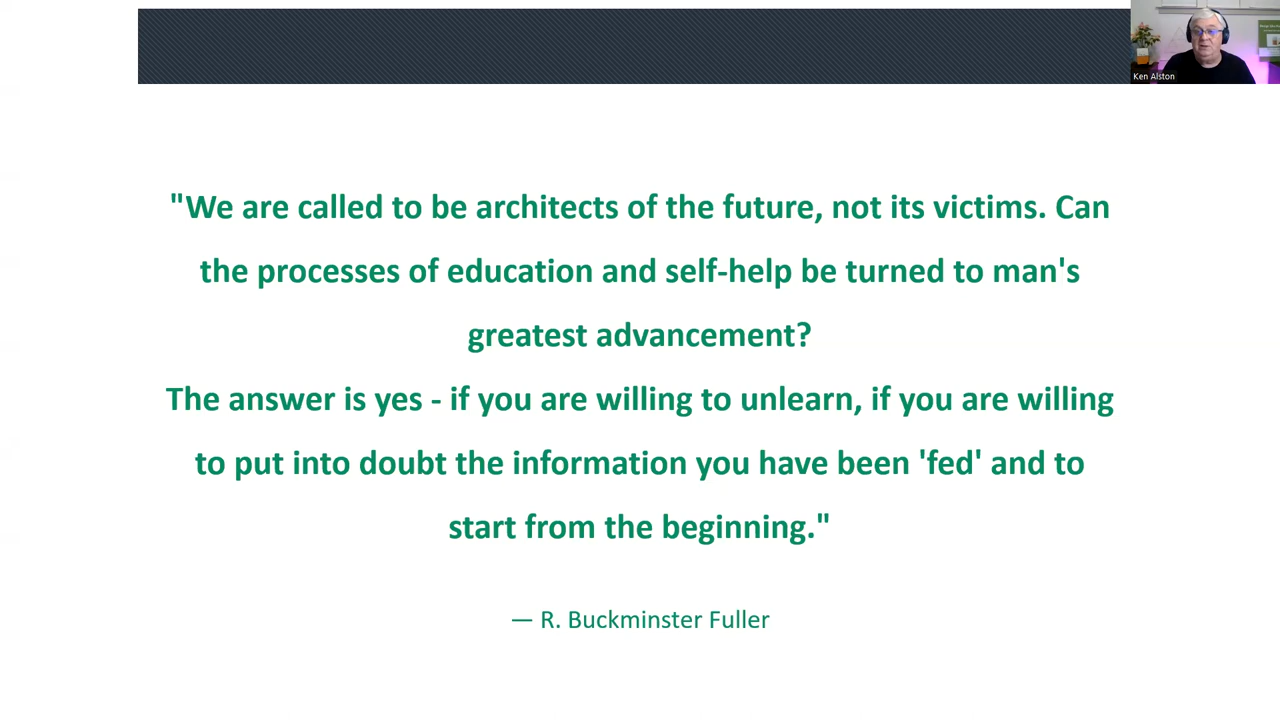 Ken Alston
"We are called to be architects of the future, not its victims. Can
the processes of education and self-help be turned to man's
greatest advancement?
The answer is yes - if you are willing to unlearn, if you are willing
to put into doubt the information you have been 'fed' and to
start from the beginning."
— R. Buckminster Fuller